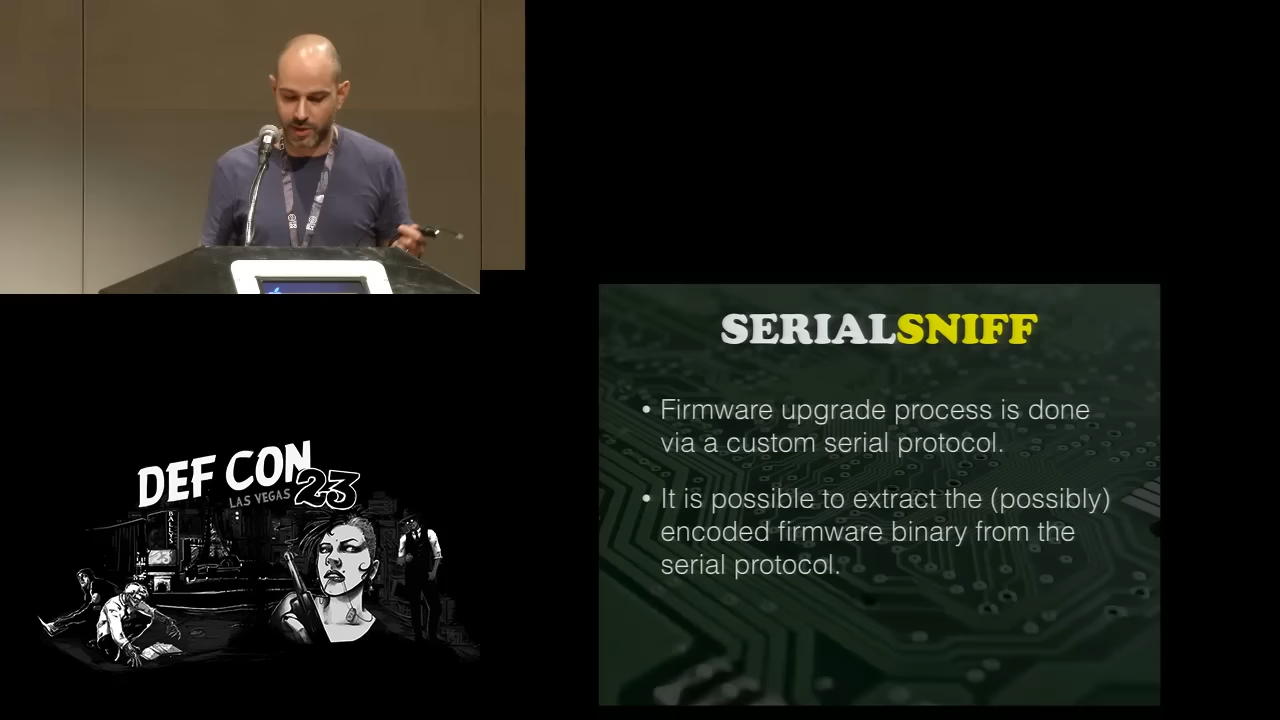 SERIALSNIFF
• Firmware upgrade process is done
via a custom serial protocol.
• It is possible to extract the (possibly)
encoded firmware binary from the
serial protocol.
DEF CON
LAS VEGAS 23
BALLY'S